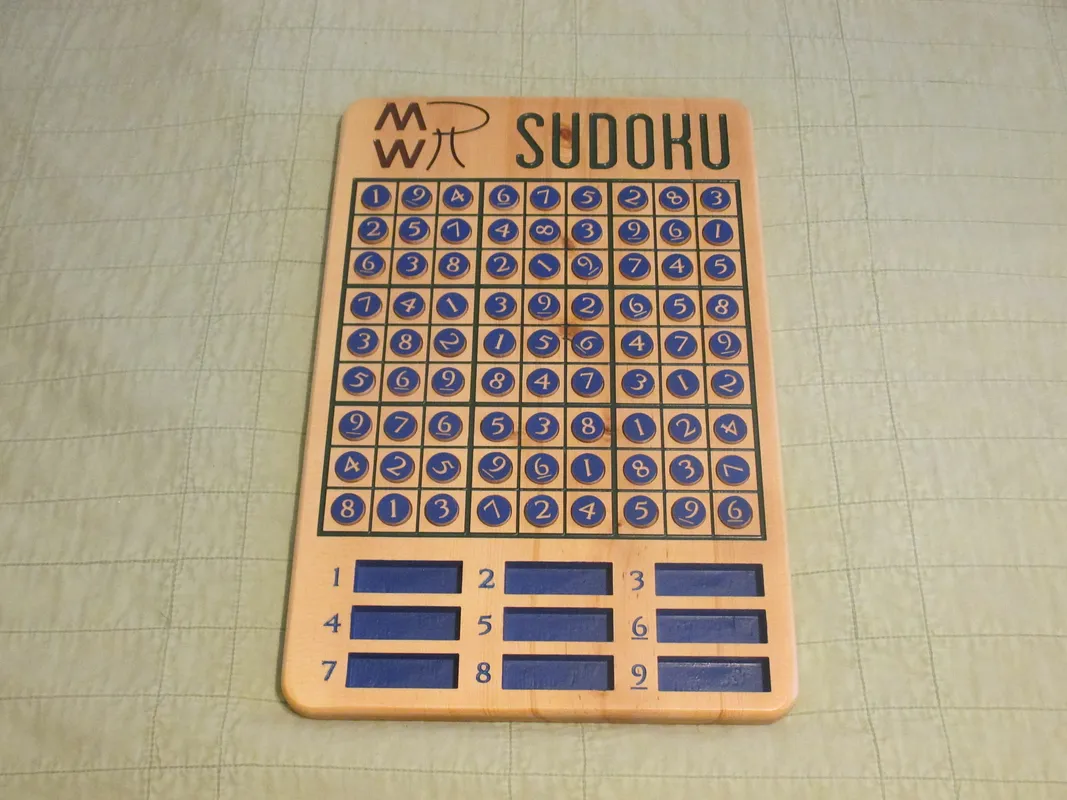 MW π SUDOKU
1 9 4 6 7 5 2 8 3
2 5 7 4 8 3 9 6 1
6 3 8 2 1 9 7 4 5
7 4 1 3 9 2 6 5 8
3 8 2 1 5 6 4 7 9
5 6 9 8 4 7 3 1 2
9 7 6 5 3 8 1 2 4
4 2 5 9 6 1 8 3 7
8 1 3 7 2 4 5 9 6
1 2 3
4 5 6
7 8 9